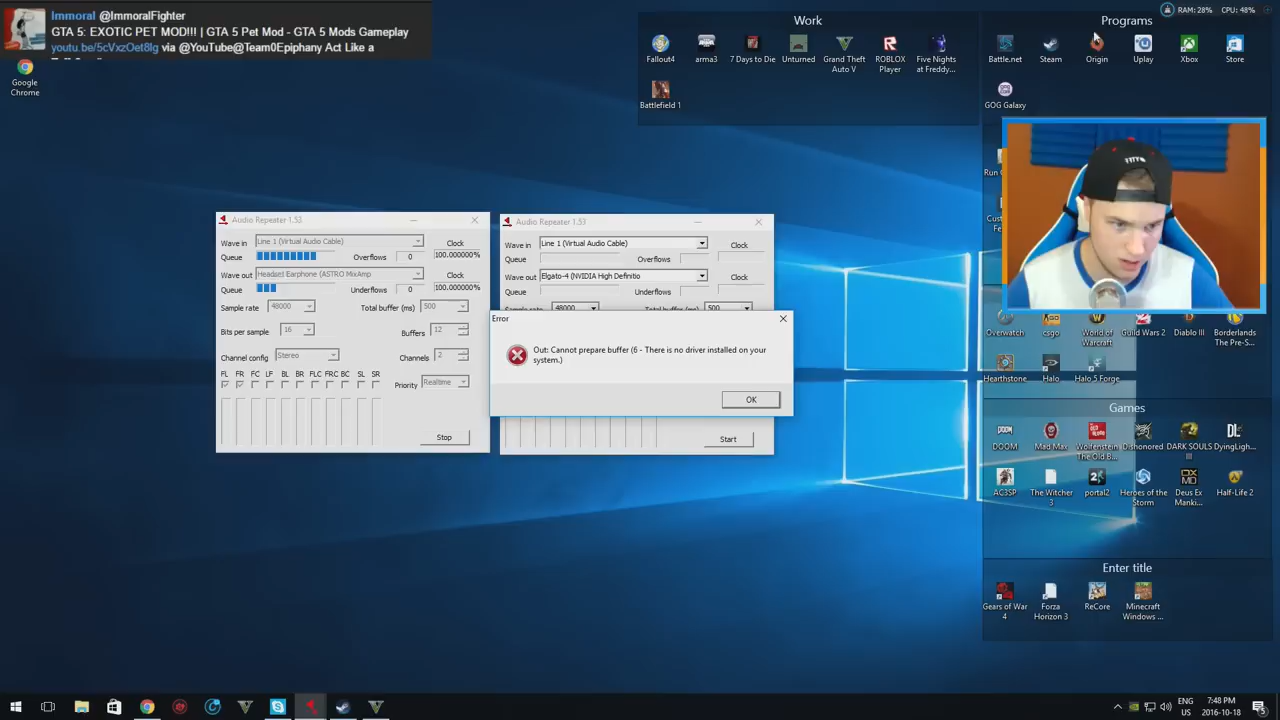 Immoral @ImmoralFighter
GTA 5: EXOTIC PET MOD!!! | GTA 5 Pet Mod - GTA 5 Mods Gameplay
youtu.be/5cVxzOet8lg via @YouTube@Team0Epiphany Act Like a
Google
Chrome
Work
Fallout4
arma3
7 Days to Die
Unturned
Grand Theft
Auto V
ROBLOX
Player
Five Nights
at Freddy...
Battlefield 1
RAM: 28% CPU: 48%
Programs
Battle.net
Steam
Origin
Uplay
Xbox
Store
GOG Galaxy
Audio Repeater 1.53
Wave in Line 1 (Virtual Audio Cable) Clock
Queue Overflows 0 100.000000%
Wave out Headset Earphone (ASTRO MixAmp Clock
Queue Underflows 0 100.000000%
Sample rate 48000 Total buffer (ms) 500
Bits per sample 16 Buffers 12
Channel config Stereo Channels 2
FL FR FC LF BL BR FLC FRC BC SL SR
Priority Realtime
Stop
Audio Repeater 1.53
Wave in Line 1 (Virtual Audio Cable) Clock
Queue Overflows
Wave out Elgato-4 (NVIDIA High Definitio Clock
Queue Underflows
Sample rate 48000 Total buffer (ms) 500
Error
Out: Cannot prepare buffer (6 - There is no driver installed on your
system.)
OK
Start
Overwatch
csgo
World of
Warcraft
Guild Wars 2
Diablo III
Borderlands
The Pre-S...
Hearthstone
Halo
Halo 5 Forge
Games
DOOM
Mad Max
Wolfenstein
The Old B...
Dishonored
DARK SOULS
III
DyingLigh...
AC3SP
The Witcher
3
portal2
Heroes of the
Storm
Deus Ex
Manki...
Half-Life 2
Enter title
Gears of War
4
Forza
Horizon 3
ReCore
Minecraft
Windows ...
ENG
US
7:48 PM
2016-10-18